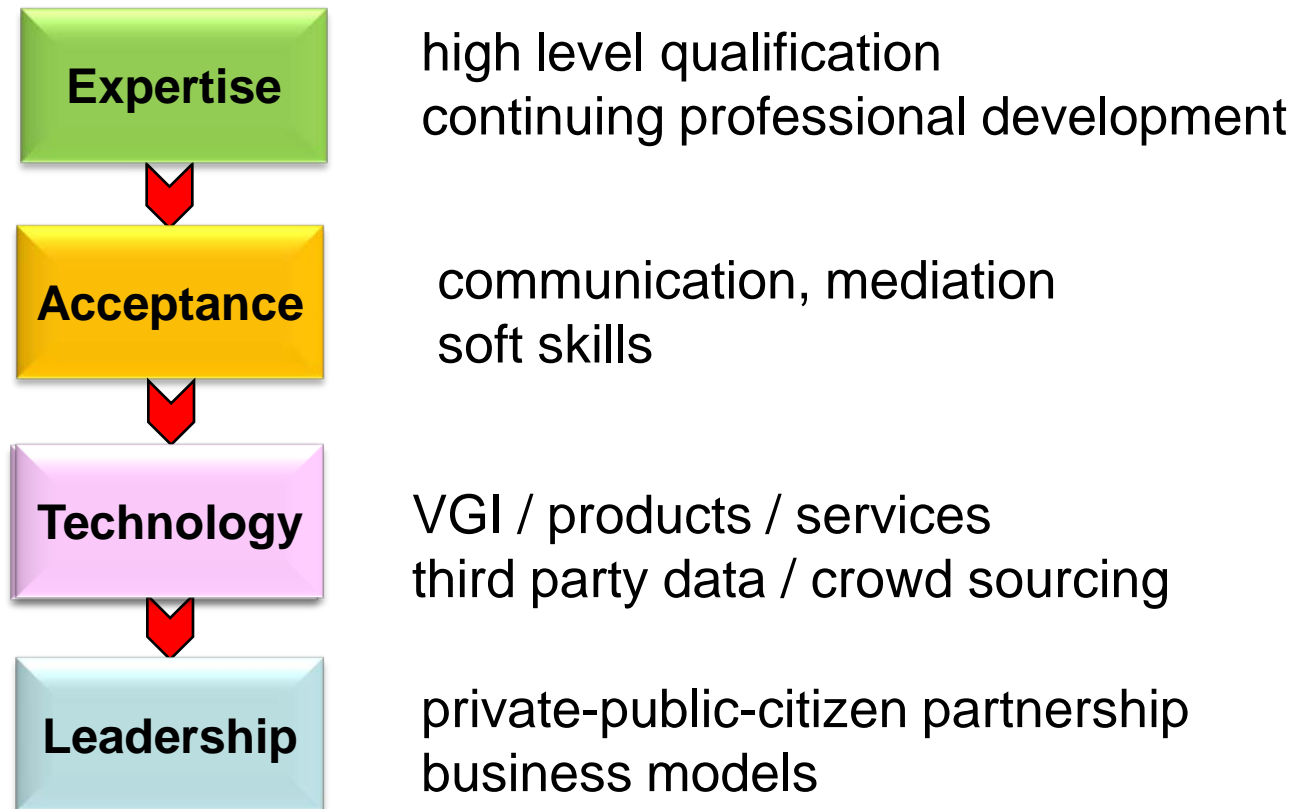 Expertise
high level qualification
continuing professional development
Acceptance
communication, mediation
soft skills
Technology
VGI / products / services
third party data / crowd sourcing
Leadership
private-public-citizen partnership
business models